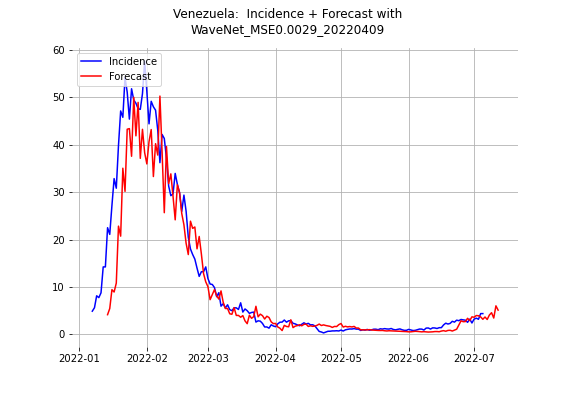 Venezuela:  Incidence + Forecast with
WaveNet_MSE0.0029_20220409
Incidence
Forecast
60
50
40
30
20
10
0
2022-01 2022-02 2022-03 2022-04 2022-05 2022-06 2022-07